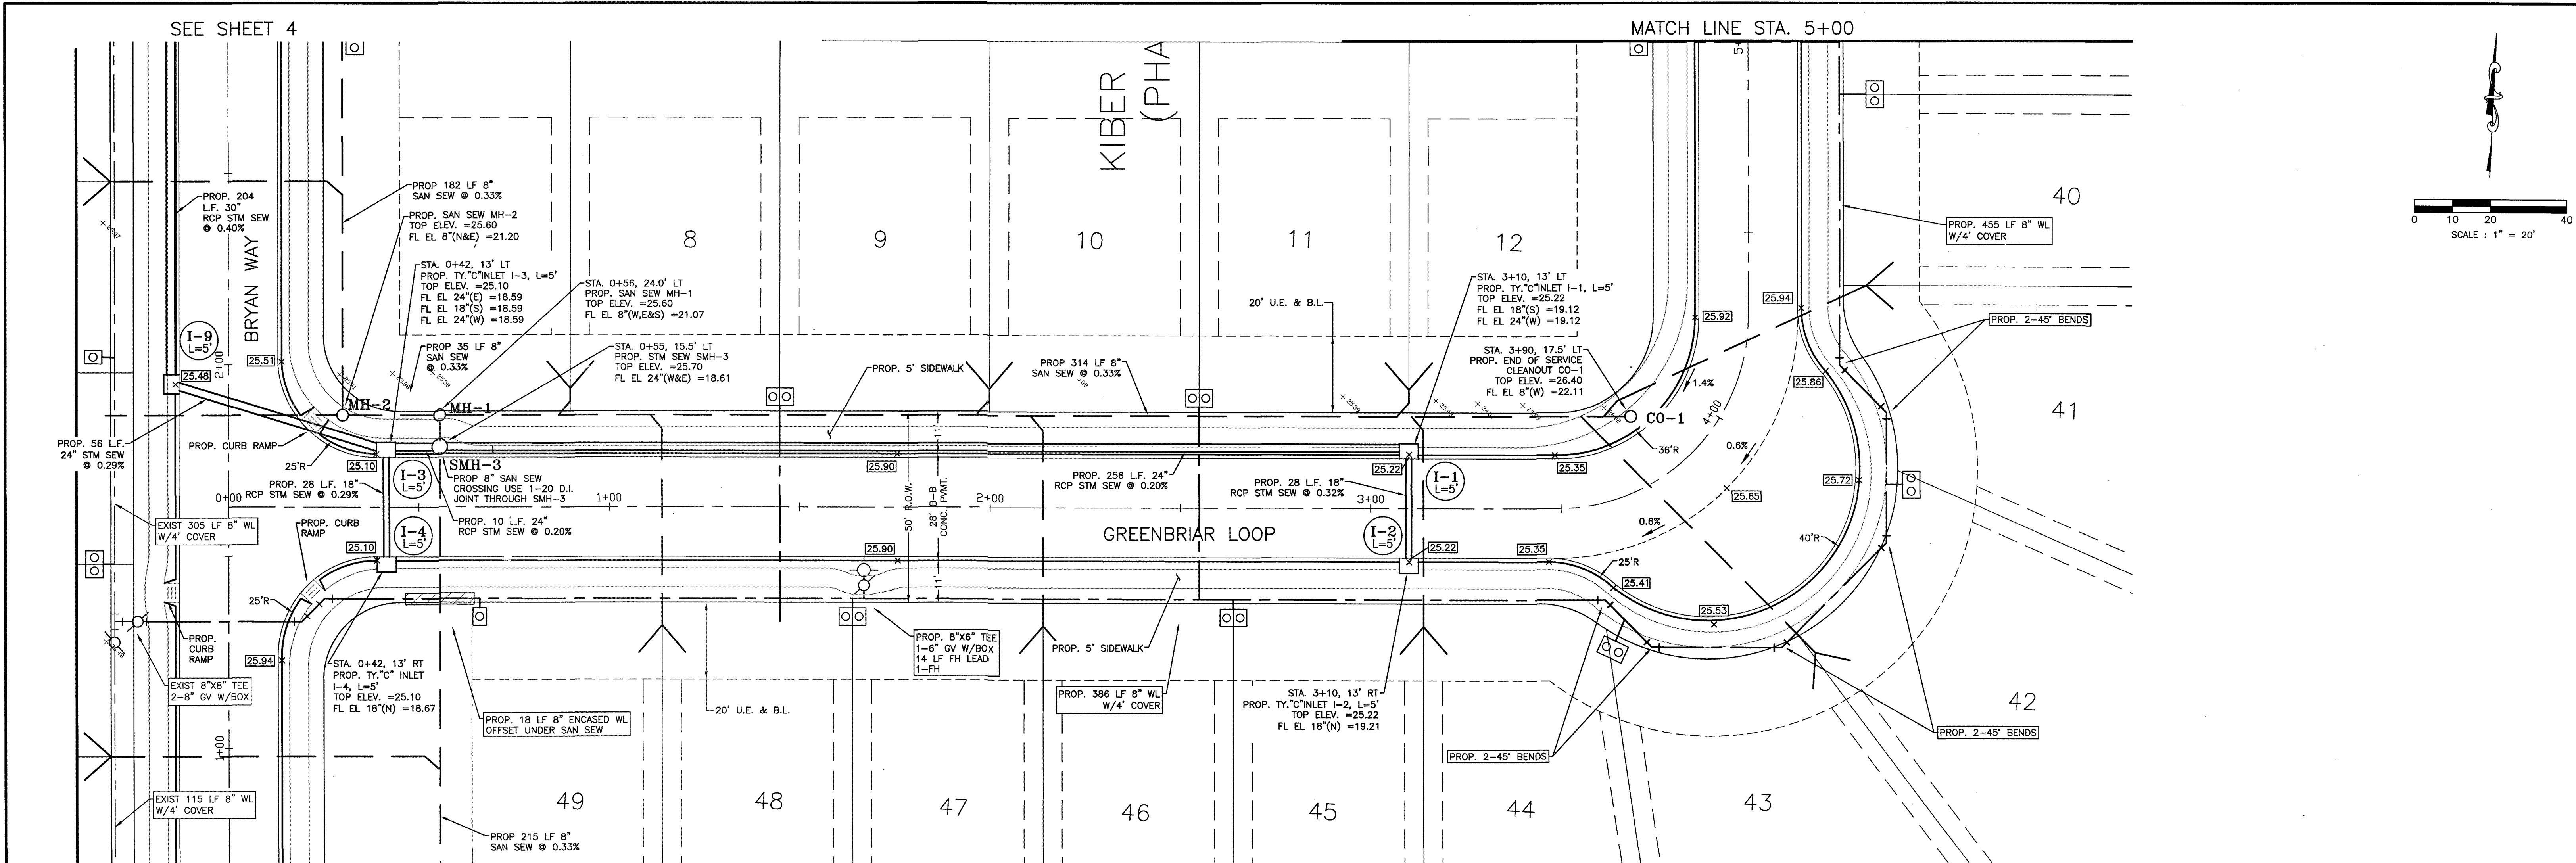 SEE SHEET 4
MATCH LINE STA. 5+00
KIBER
(PHA
5+
PROP. 204
L.F. 30"
RCP STM SEW
@ 0.40%
BRYAN WAY
PROP 182 LF 8"
SAN SEW @ 0.33%
PROP. SAN SEW MH-2
TOP ELEV. =25.60
FL EL 8"(N&E) =21.20
STA. 0+42, 13' LT
PROP. TY."C"INLET I-3, L=5'
TOP ELEV. =25.10
FL EL 24"(E) =18.59
FL EL 18"(S) =18.59
FL EL 24"(W) =18.59
STA. 0+56, 24.0' LT
PROP. SAN SEW MH-1
TOP ELEV. =25.60
FL EL 8"(W,E&S) =21.07
PROP 35 LF 8"
SAN SEW
@ 0.33%
STA. 0+55, 15.5' LT
PROP. STM SEW SMH-3
TOP ELEV. =25.70
FL EL 24"(W&E) =18.61
8
9
10
11
12
40
41
42
43
44
45
46
47
48
49
20' U.E. & B.L.
STA. 3+10, 13' LT
PROP. TY."C"INLET I-1, L=5'
TOP ELEV. =25.22
FL EL 18"(S) =19.12
FL EL 24"(W) =19.12
STA. 3+90, 17.5' LT
PROP. END OF SERVICE
CLEANOUT CO-1
TOP ELEV. =26.40
FL EL 8"(W) =22.11
PROP. 455 LF 8" WL
W/4' COVER
0 10 20 40
SCALE : 1" = 20'
PROP. 2-45° BENDS
I-9
L=5'
2+00
25.51
25.48
MH-2
MH-1
PROP. 5' SIDEWALK
PROP 314 LF 8"
SAN SEW @ 0.33%
CO-1
25.92
25.94
25.86
1.4%
4+00
PROP. 56 L.F.
24" STM SEW
@ 0.29%
PROP. CURB RAMP
25'R
25.10
SMH-3
I-3
L=5'
PROP 8" SAN SEW
CROSSING USE 1-20 D.I.
JOINT THROUGH SMH-3
25.90
11'
PROP. 256 L.F. 24"
RCP STM SEW @ 0.20%
25.22
I-1
L=5'
25.35
36'R
0.6%
25.72
25.65
0+00
PROP. 28 L.F. 18"
RCP STM SEW @ 0.29%
1+00
2+00
50' R.O.W.
28' B-B
CONC. PVMT.
PROP. 28 L.F. 18"
RCP STM SEW @ 0.32%
3+00
EXIST 305 LF 8" WL
W/4' COVER
PROP. CURB
RAMP
I-4
L=5'
PROP. 10 L.F. 24"
RCP STM SEW @ 0.20%
GREENBRIAR LOOP
I-2
L=5'
0.6%
40'R
25.10
25.90
25.22
25.35
25'R
25.41
25.53
11'
25'R
PROP.
CURB
RAMP
25.94
EXIST 8"X8" TEE
2-8" GV W/BOX
STA. 0+42, 13' RT
PROP. TY."C" INLET
I-4, L=5'
TOP ELEV. =25.10
FL EL 18"(N) =18.67
PROP. 18 LF 8" ENCASED WL
OFFSET UNDER SAN SEW
20' U.E. & B.L.
PROP. 8"X6" TEE
1-6" GV W/BOX
14 LF FH LEAD
1-FH
PROP. 5' SIDEWALK
PROP. 386 LF 8" WL
W/4' COVER
STA. 3+10, 13' RT
PROP. TY."C"INLET I-2, L=5'
TOP ELEV. =25.22
FL EL 18"(N) =19.21
PROP. 2-45° BENDS
PROP. 2-45° BENDS
1+00
EXIST 115 LF 8" WL
W/4' COVER
PROP 215 LF 8"
SAN SEW @ 0.33%